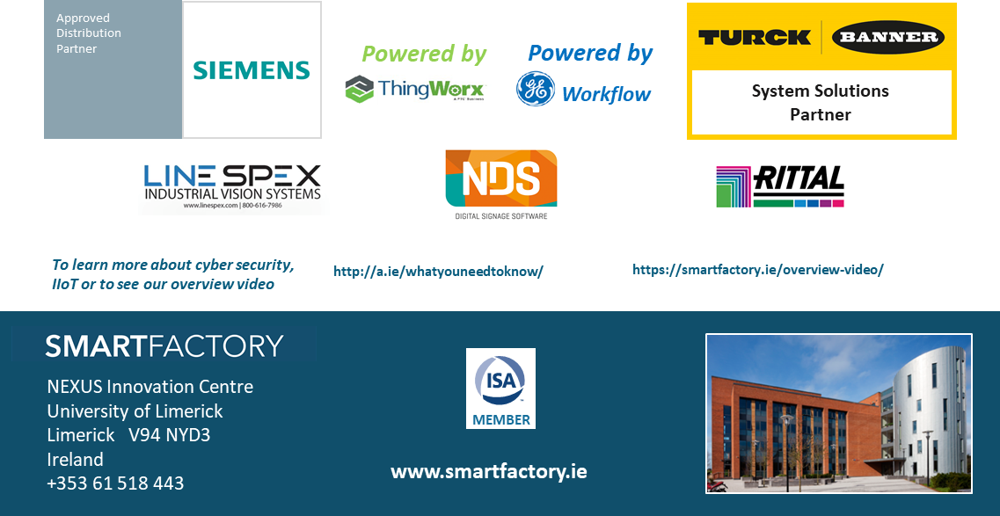 Approved
Distribution
Partner
SIEMENS
Powered by
ThingWorx
a PTC Business
Powered by
GE
Workflow
TURCK
BANNER
System Solutions
Partner
LINE SPEX
INDUSTRIAL VISION SYSTEMS
www.linespex.com | 800-616-7986
NDS
DIGITAL SIGNAGE SOFTWARE
RITTAL
To learn more about cyber security,
IIoT or to see our overview video
http://a.ie/whatyouneedtoknow/
https://smartfactory.ie/overview-video/
SMARTFACTORY
NEXUS Innovation Centre
University of Limerick
Limerick V94 NYD3
Ireland
+353 61 518 443
ISA
MEMBER
www.smartfactory.ie